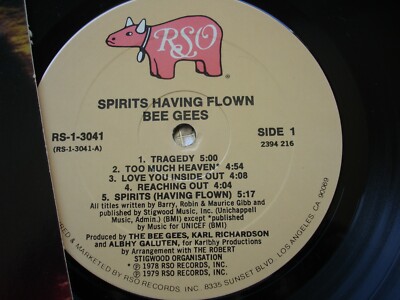 RSO
SPIRITS HAVING FLOWN
BEE GEES
RS-1-3041
(RS-1-3041-A)
SIDE 1
2394 216
1. TRAGEDY 5:00
2. TOO MUCH HEAVEN* 4:54
3. LOVE YOU INSIDE OUT 4:08
4. REACHING OUT 4:04
5. SPIRITS (HAVING FLOWN) 5:17
All titles written by Barry, Robin & Maurice Gibb and
published by Stigwood Music, Inc. (Unichappell
Music, Admin.) (BMI) except *published by
Music for UNICEF (BMI)
Produced by THE BEE GEES, KARL RICHARDSON
and ALBHY GALUTEN, for Karlbhy Productions
by Arrangement with THE ROBERT
STIGWOOD ORGANISATION
*℗ 1978 RSO RECORDS, INC.
℗ 1979 RSO RECORDS, INC.
& MARKETED BY RSO RECORDS, INC. 8335 SUNSET BLVD. LOS ANGELES, CA. 90069